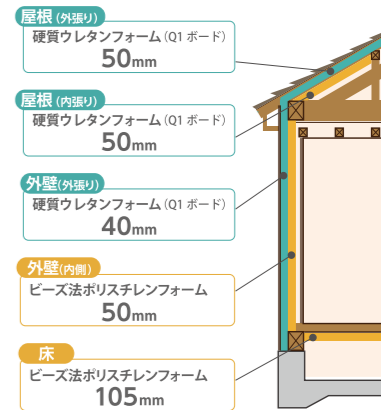 屋根(外張り)
硬質ウレタンフォーム(Q1ボード)
50mm
屋根(内張り)
硬質ウレタンフォーム(Q1ボード)
50mm
外壁(外張り)
硬質ウレタンフォーム(Q1ボード)
40mm
外壁(内側)
ビーズ法ポリスチレンフォーム
50mm
床
ビーズ法ポリスチレンフォーム
105mm